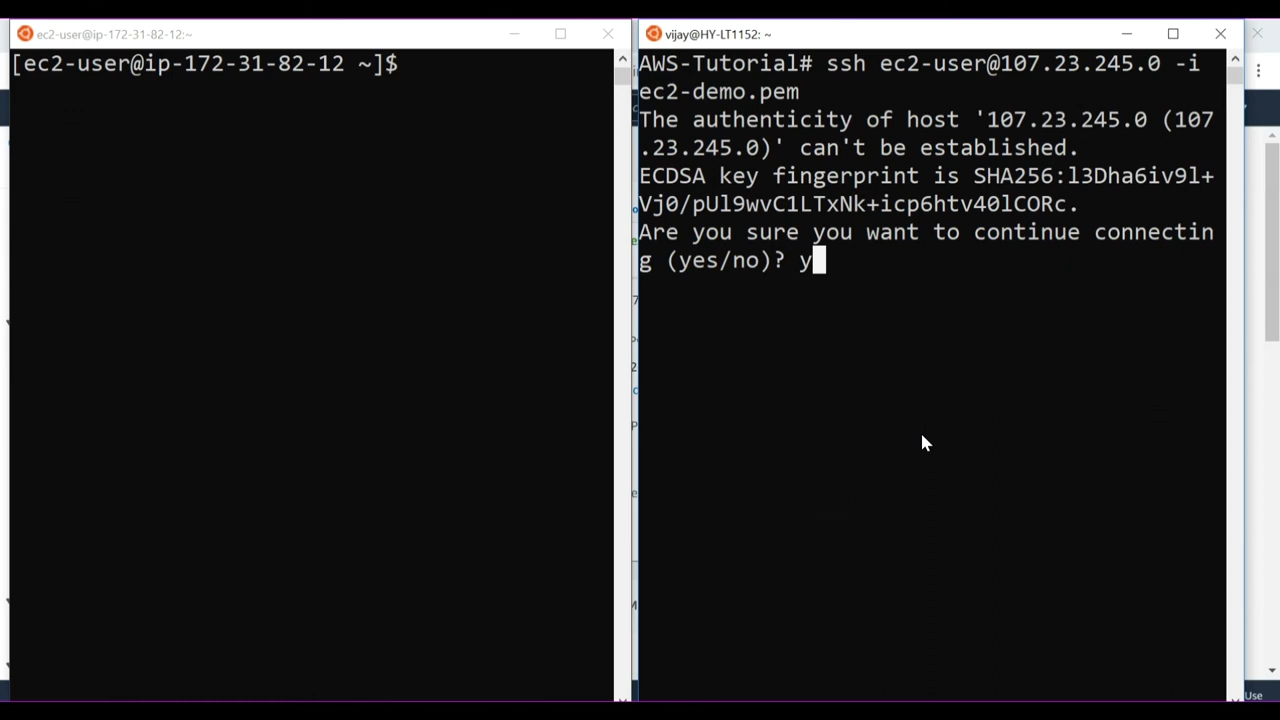 ec2-user@ip-172-31-82-12:~
[ec2-user@ip-172-31-82-12 ~]$
vijay@HY-LT1152: ~
AWS-Tutorial# ssh ec2-user@107.23.245.0 -i
ec2-demo.pem
The authenticity of host '107.23.245.0 (107
.23.245.0)' can't be established.
ECDSA key fingerprint is SHA256:l3Dha6iv9l+
Vj0/pUl9wvC1LTxNk+icp6htv40lCORc.
Are you sure you want to continue connectin
g (yes/no)? y
Use